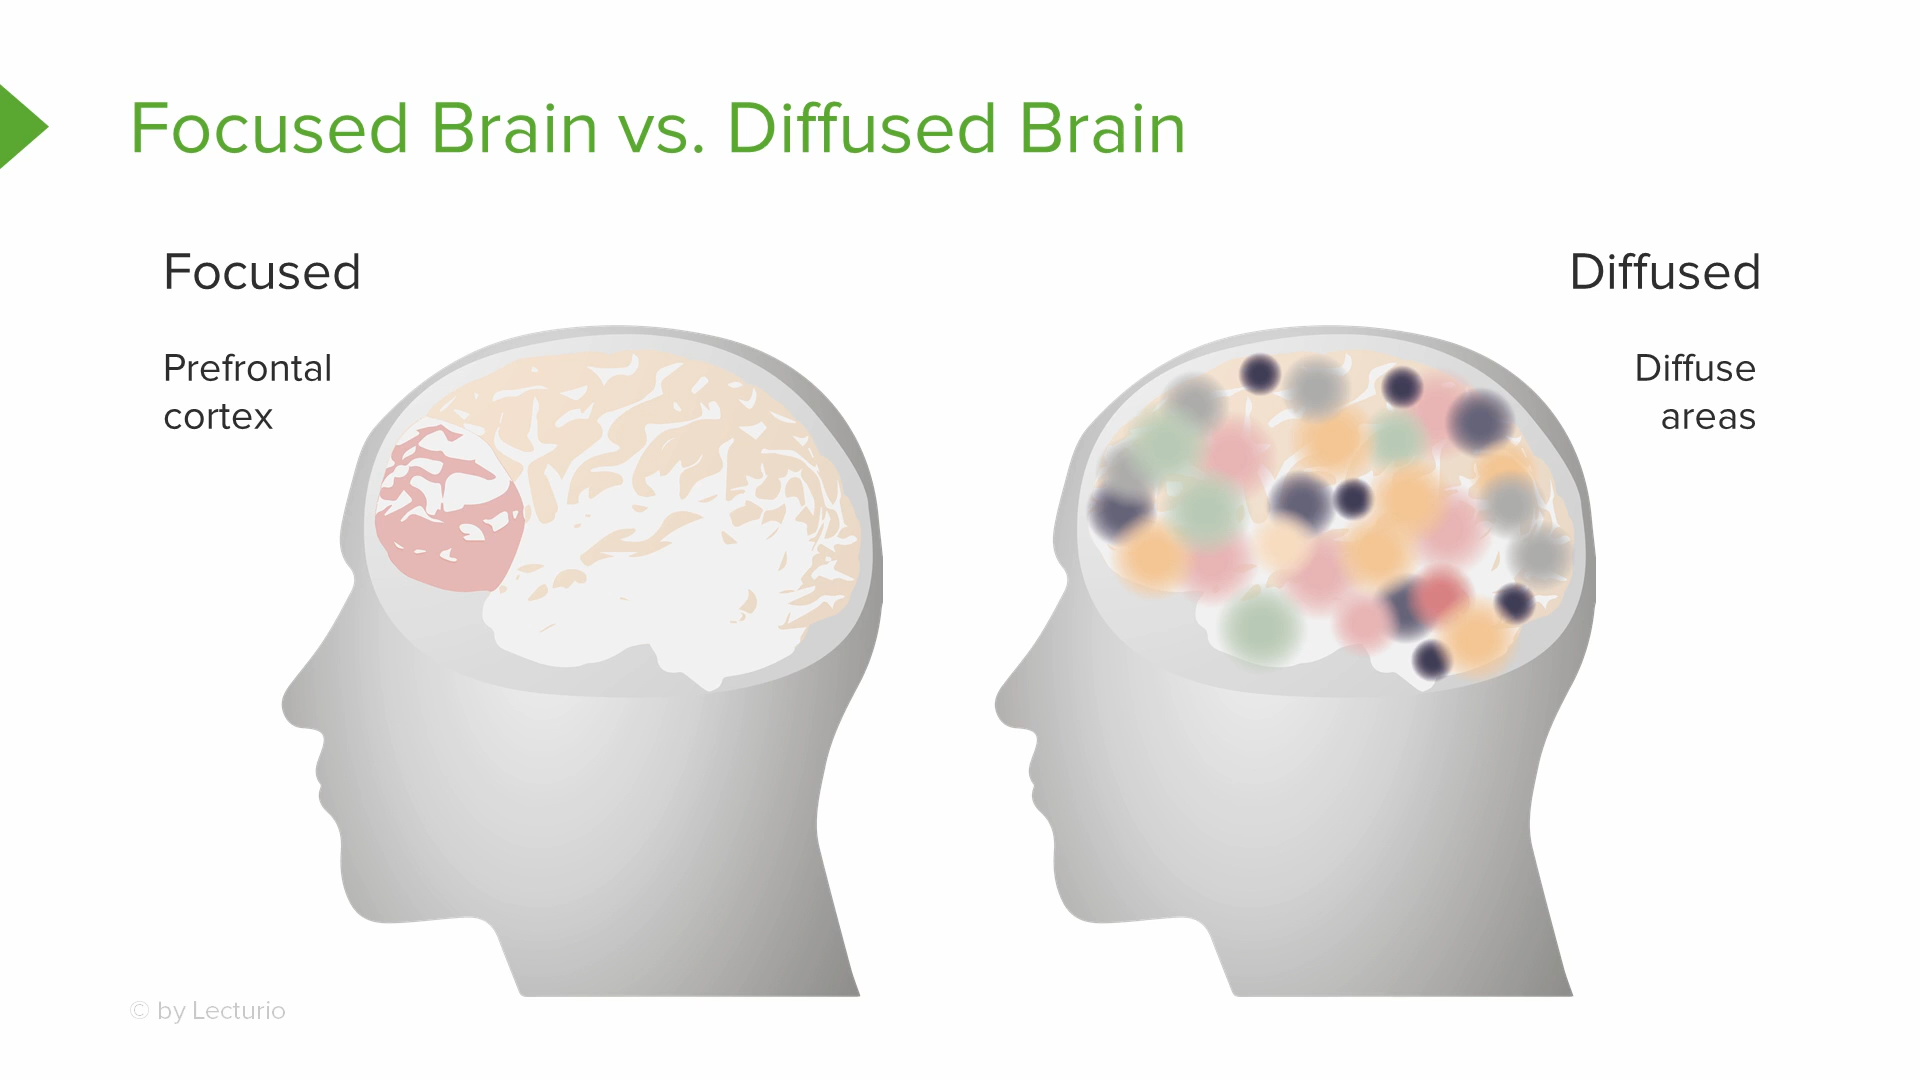 Focused Brain vs. Diffused Brain
Focused
Prefrontal
cortex
Diffused
Diffuse
areas
© by Lecturio